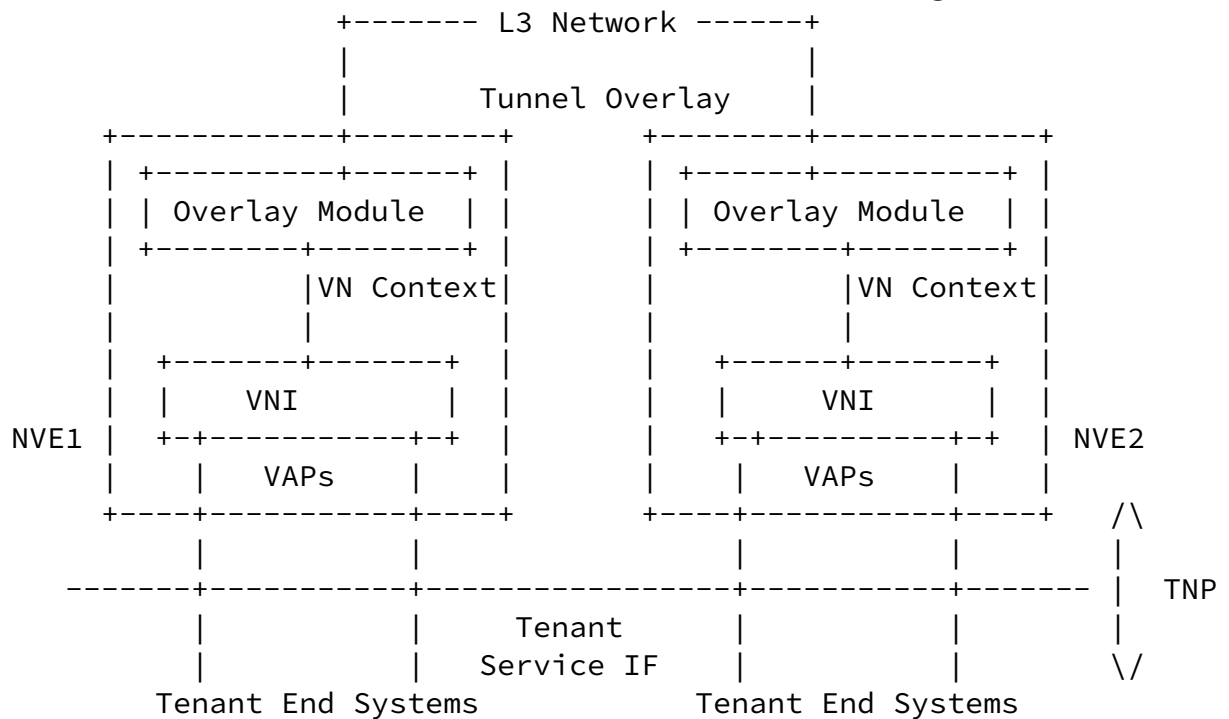 +------- L3 Network ------+
| |
| Tunnel Overlay |
+------------+--------+ +--------+------------+
| +----------+------+ | | +------+----------+ |
| | Overlay Module | | | | Overlay Module | |
| +--------+--------+ | | +--------+--------+ |
| |VN Context| | |VN Context|
| | | | | |
| +-------+-------+ | | +------+-------+ |
| | VNI | | | | VNI | |
NVE1 | +-+-----------+-+ | | +-+-----------+-+ | NVE2
| | VAPs | | | | VAPs | |
+----+-----------+----+ +----+-----------+----+ /\
| | | | |
-------+-----------+-----------------+-----------+------- | TNP
| | Tenant | | |
| | Service IF | | \/
Tenant End Systems Tenant End Systems